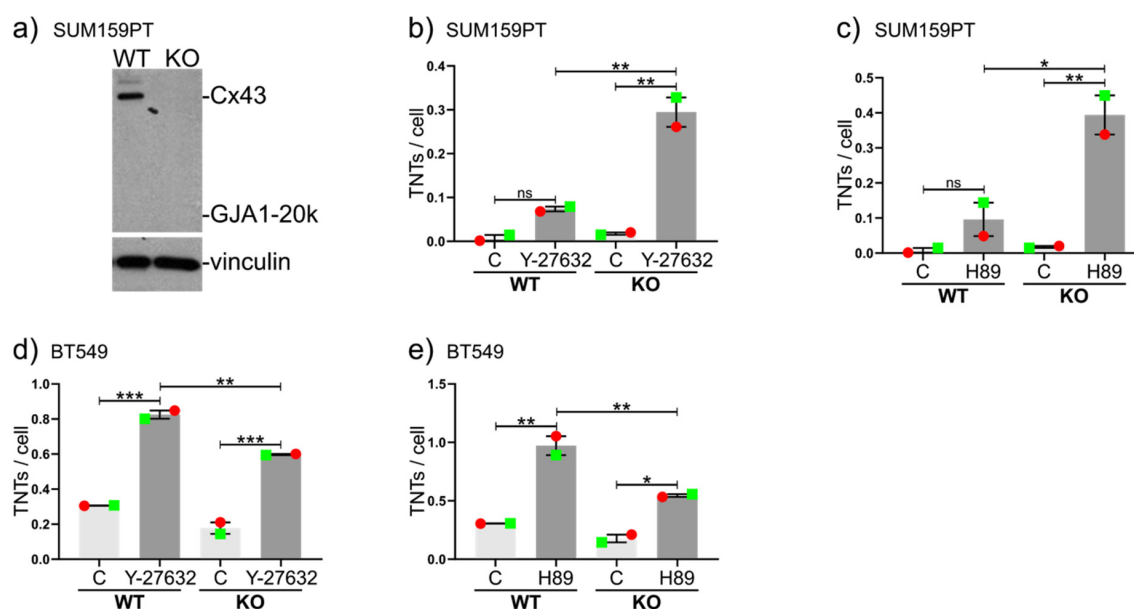 a) SUM159PT
WT KO
-Cx43
-GJA1-20k
-vinculin
b) SUM159PT
TNTs / cell
0.4
0.3
0.2
0.1
0.0
ns
**
**
C Y-27632 C Y-27632
WT KO
c) SUM159PT
TNTs / cell
0.5
0.4
0.3
0.2
0.1
0.0
ns
*
**
C H89 C H89
WT KO
d) BT549
TNTs / cell
1.0
0.8
0.6
0.4
0.2
0.0
***
**
***
C Y-27632 C Y-27632
WT KO
e) BT549
TNTs / cell
1.5
1.0
0.5
0.0
**
**
*
C H89 C H89
WT KO